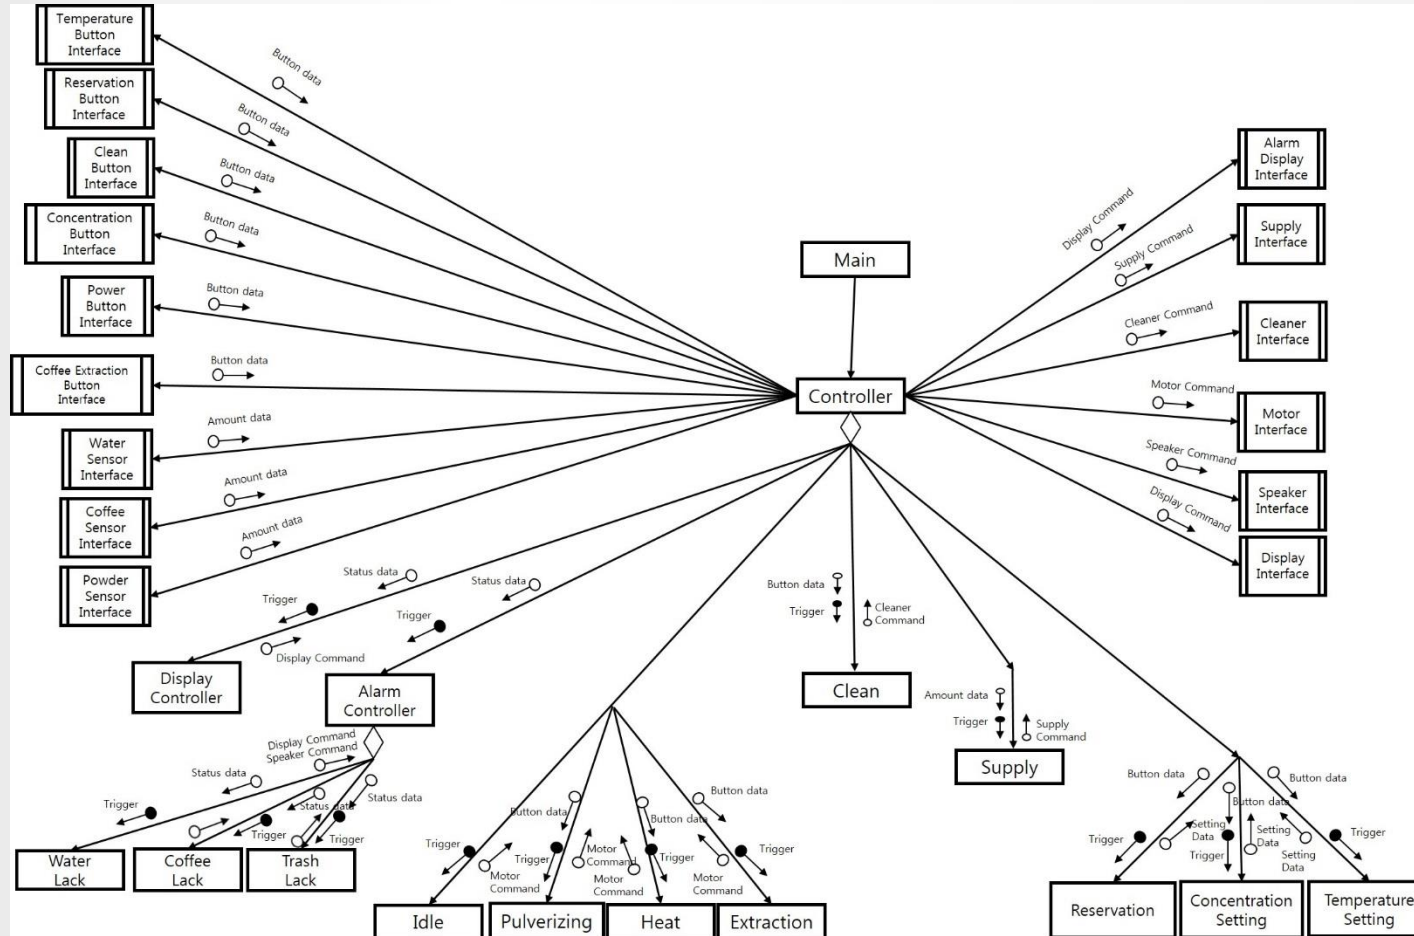 Temperature
Button
Interface
Button data
Reservation
Button
Interface
Button data
Clean
Button
Interface
Button data
Concentration
Button
Interface
Button data
Power
Button
Interface
Button data
Coffee Extraction
Button
Interface
Button data
Water
Sensor
Interface
Amount data
Coffee
Sensor
Interface
Amount data
Powder
Sensor
Interface
Amount data
Main
Controller
Display Command
Alarm
Display
Interface
Supply Command
Supply
Interface
Cleaner Command
Cleaner
Interface
Motor Command
Motor
Interface
Speaker Command
Speaker
Interface
Display Command
Display
Interface
Status data
Trigger
Display Command
Display
Controller
Status data
Trigger
Alarm
Controller
Display Command
Speaker Command
Status data
Trigger
Water
Lack
Status data
Trigger
Coffee
Lack
Status data
Trigger
Trash
Lack
Button data
Trigger
Cleaner
Command
Clean
Amount data
Trigger
Supply
Command
Supply
Trigger
Motor
Command
Idle
Button data
Trigger
Motor
Command
Pulverizing
Button data
Trigger
Motor
Command
Heat
Button data
Trigger
Motor
Command
Extraction
Button data
Trigger
Setting
Data
Reservation
Button data
Trigger
Setting
Data
Concentration
Setting
Button data
Trigger
Setting
Data
Temperature
Setting